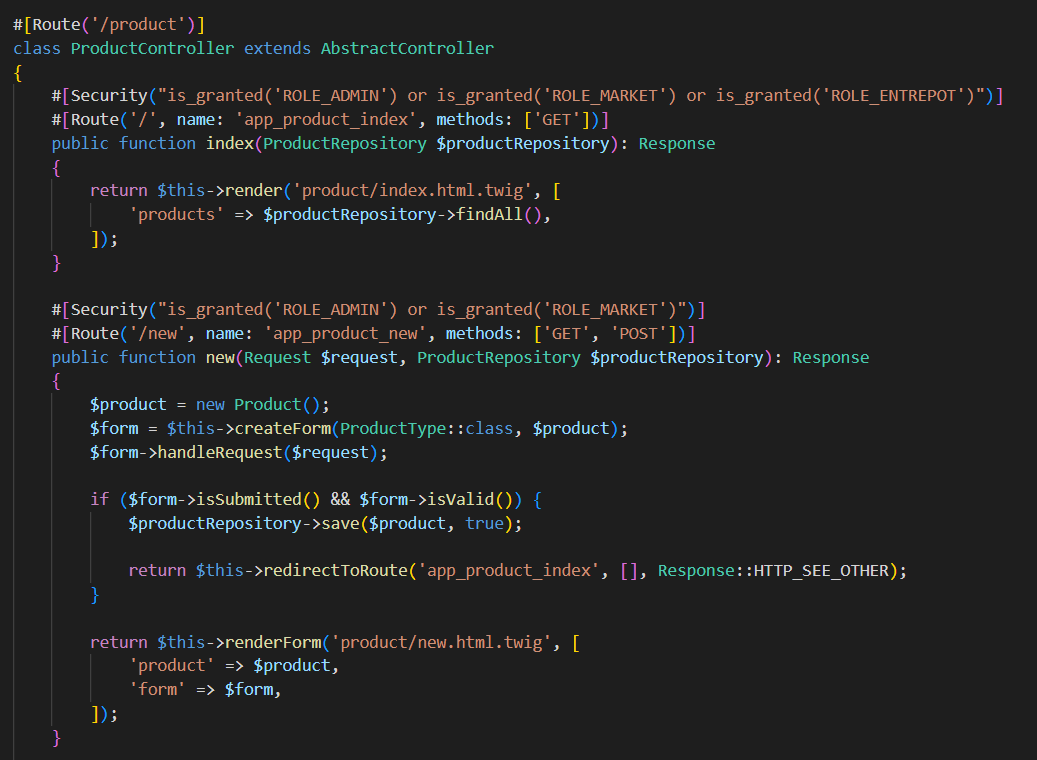 #[Route('/product')]
class ProductController extends AbstractController
{
    #[Security("is_granted('ROLE_ADMIN') or is_granted('ROLE_MARKET') or is_granted('ROLE_ENTREPOT')")]
    #[Route('/', name: 'app_product_index', methods: ['GET'])]
    public function index(ProductRepository $productRepository): Response
    {
        return $this->render('product/index.html.twig', [
            'products' => $productRepository->findAll(),
        ]);
    }

    #[Security("is_granted('ROLE_ADMIN') or is_granted('ROLE_MARKET')")]
    #[Route('/new', name: 'app_product_new', methods: ['GET', 'POST'])]
    public function new(Request $request, ProductRepository $productRepository): Response
    {
        $product = new Product();
        $form = $this->createForm(ProductType::class, $product);
        $form->handleRequest($request);

        if ($form->isSubmitted() && $form->isValid()) {
            $productRepository->save($product, true);

            return $this->redirectToRoute('app_product_index', [], Response::HTTP_SEE_OTHER);
        }

        return $this->renderForm('product/new.html.twig', [
            'product' => $product,
            'form' => $form,
        ]);
    }